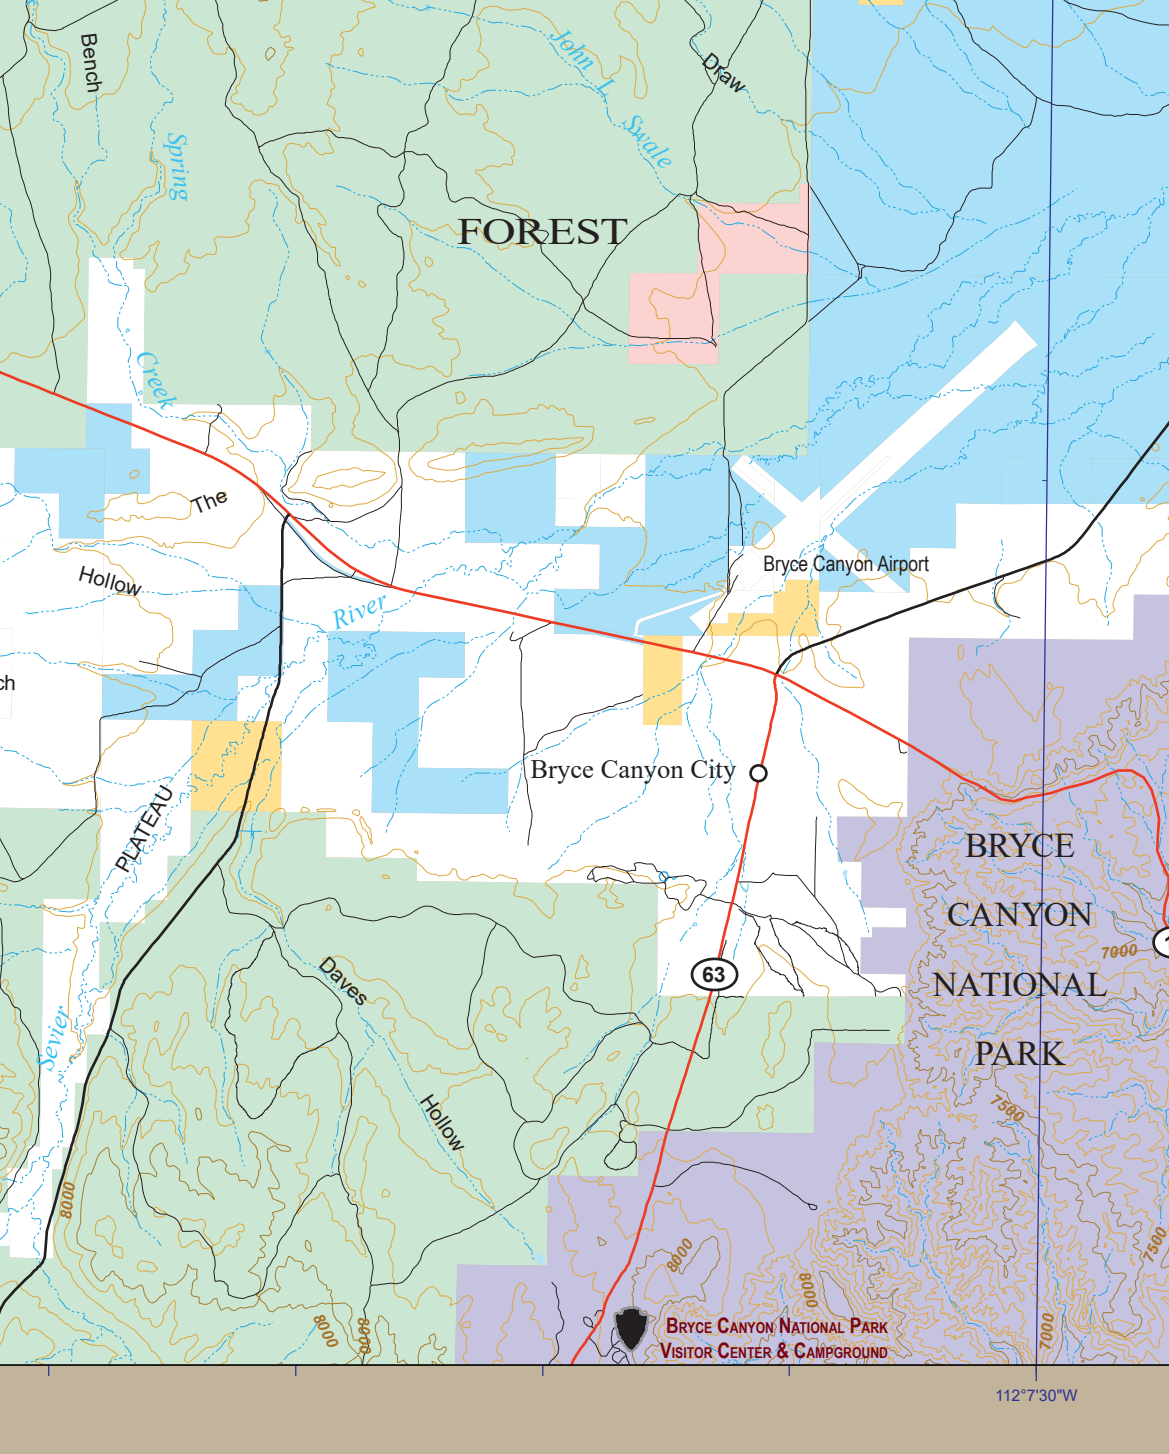 Bench
John L
Draw
Swale
Spring
FOREST
Creek
The
Bryce Canyon Airport
Hollow
River
ch
Bryce Canyon City
PLATEAU
BRYCE
CANYON
NATIONAL
PARK
7000
1
63
Daves
Sevier
Hollow
7500
8000
8000
8000
7500
8000
8000
7000
BRYCE CANYON NATIONAL PARK
VISITOR CENTER & CAMPGROUND
112°7'30"W